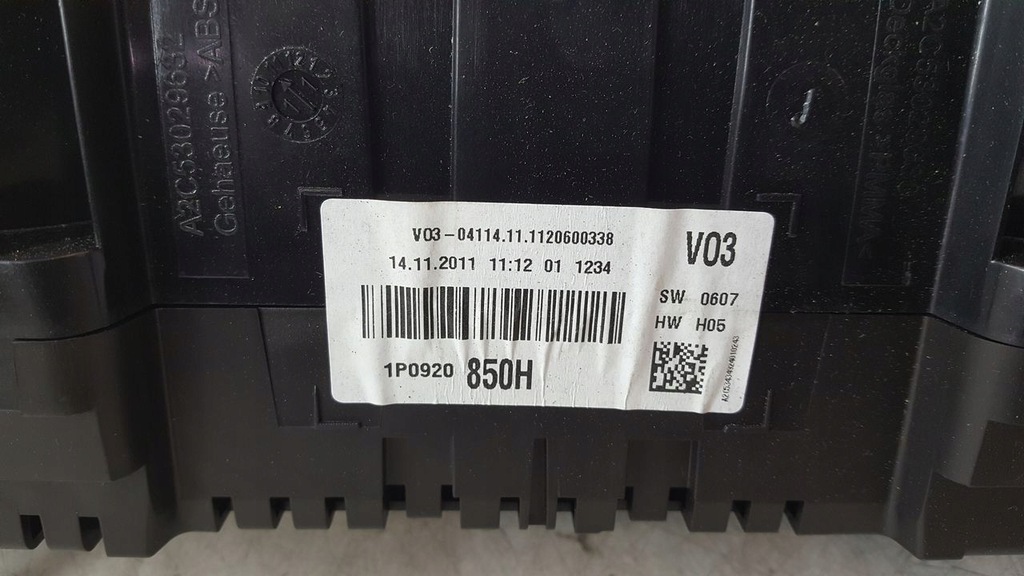 A2C53029652
Gehaeuse >ABS
V03-04114.11.1120600338
14.11.2011 11:12 01 1234
V03
SW 0607
HW H05
1P0920 850H